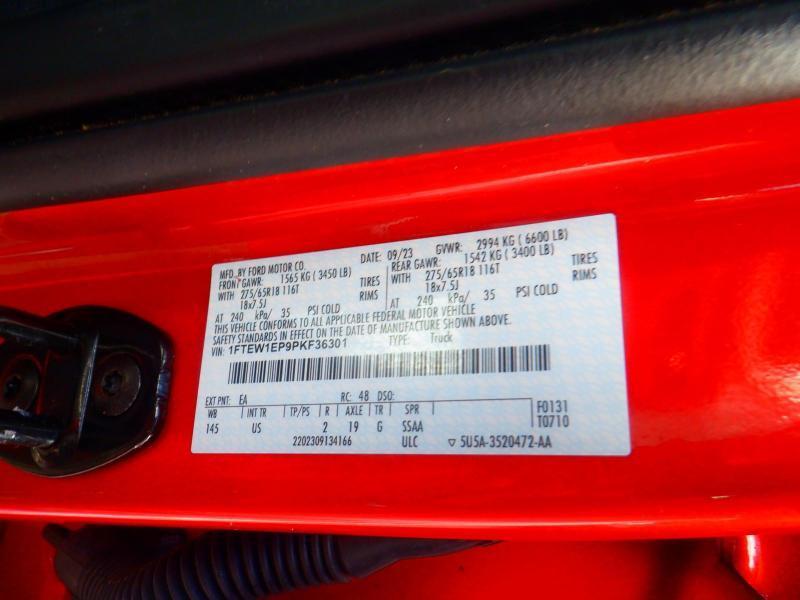 MFD. BY FORD MOTOR CO. DATE: 09/23 GVWR: 2994 KG ( 6600 LB)
FRONT GAWR: 1565 KG ( 3450 LB) REAR GAWR: 1542 KG ( 3400 LB)
WITH 275/65R18 116T TIRES WITH 275/65R18 116T TIRES
18x7.5J RIMS 18x7.5J RIMS
AT 240 kPa/ 35 PSI COLD AT 240 kPa/ 35 PSI COLD
THIS VEHICLE CONFORMS TO ALL APPLICABLE FEDERAL MOTOR VEHICLE
SAFETY STANDARDS IN EFFECT ON THE DATE OF MANUFACTURE SHOWN ABOVE.
VIN: 1FTEW1EP9PKF36301 TYPE: Truck
EXT PNT: EA RC: 48 DSO:
WB INT TR TP/PS R AXLE TR SPR F0131
145 US 2 19 G SSAA T0710
2202309134166 ULC ▽ 5U5A-3520472-AA